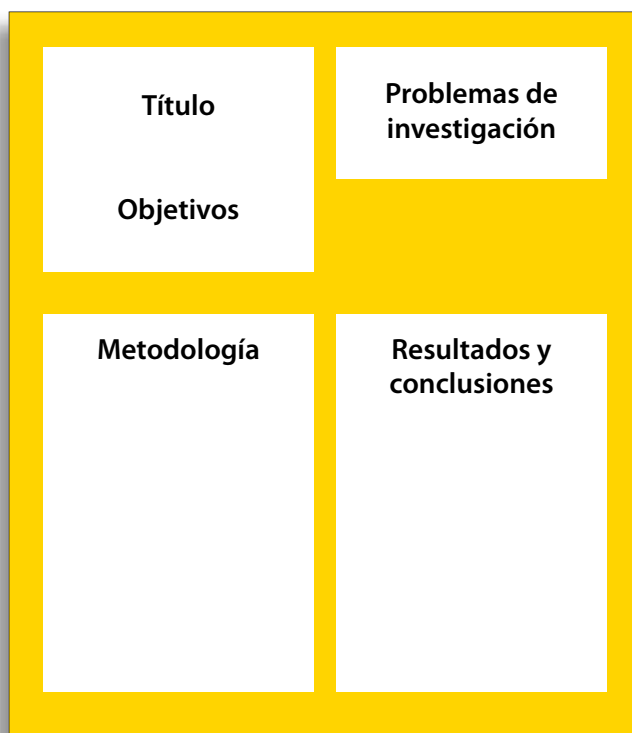 Título
Objetivos
Problemas de
investigación
Metodología
Resultados y
conclusiones